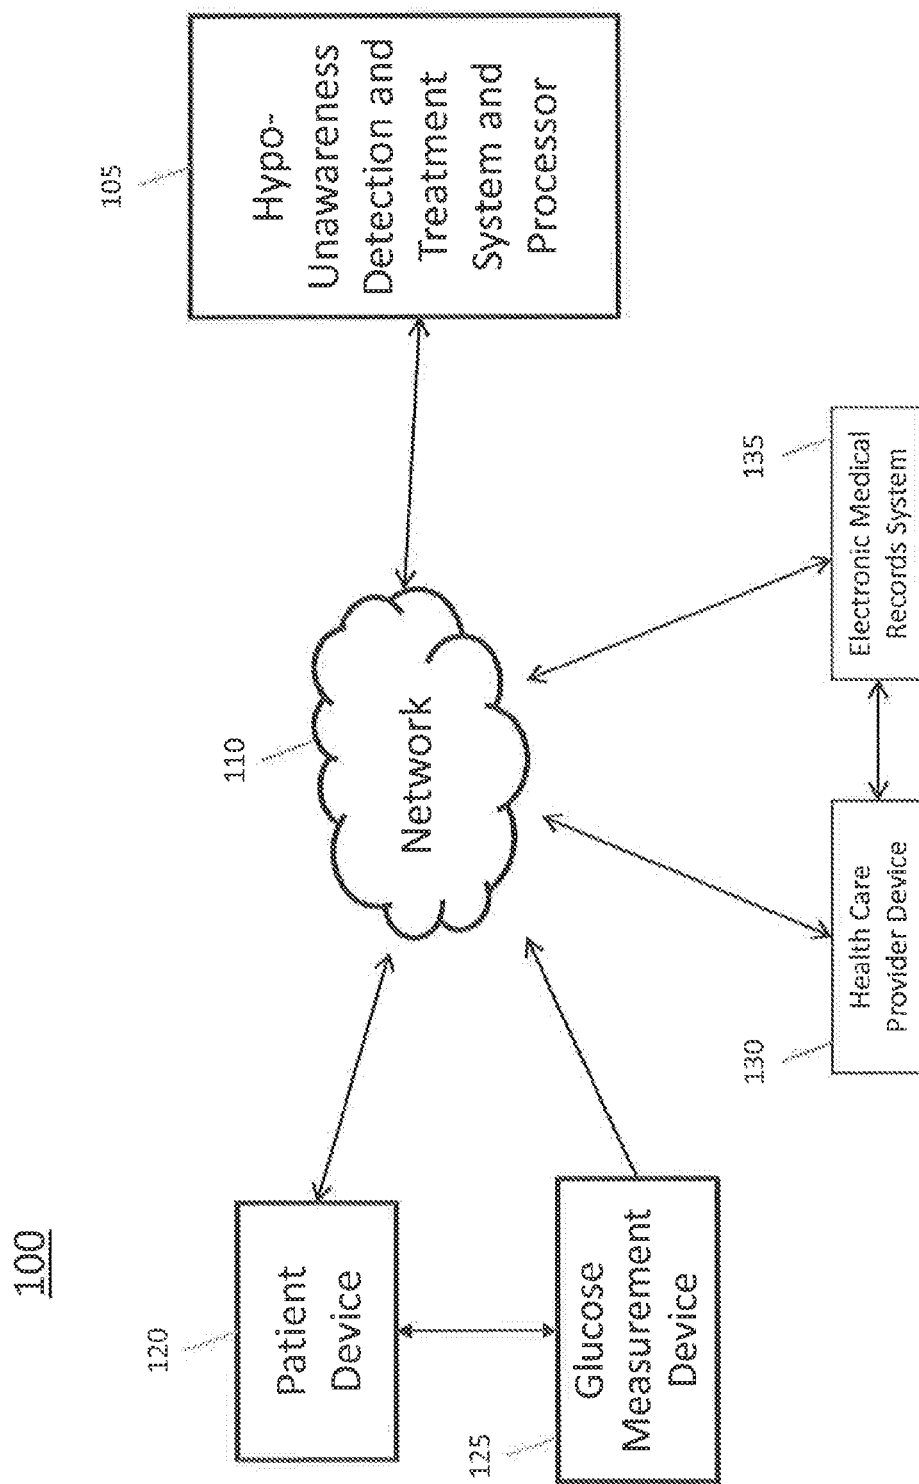 100
120
Patient
Device
125
Glucose
Measurement
Device
110
Network
130
Health Care
Provider Device
135
Electronic Medical
Records System
105
Hypo-
Unawareness
Detection and
Treatment
System and
Processor